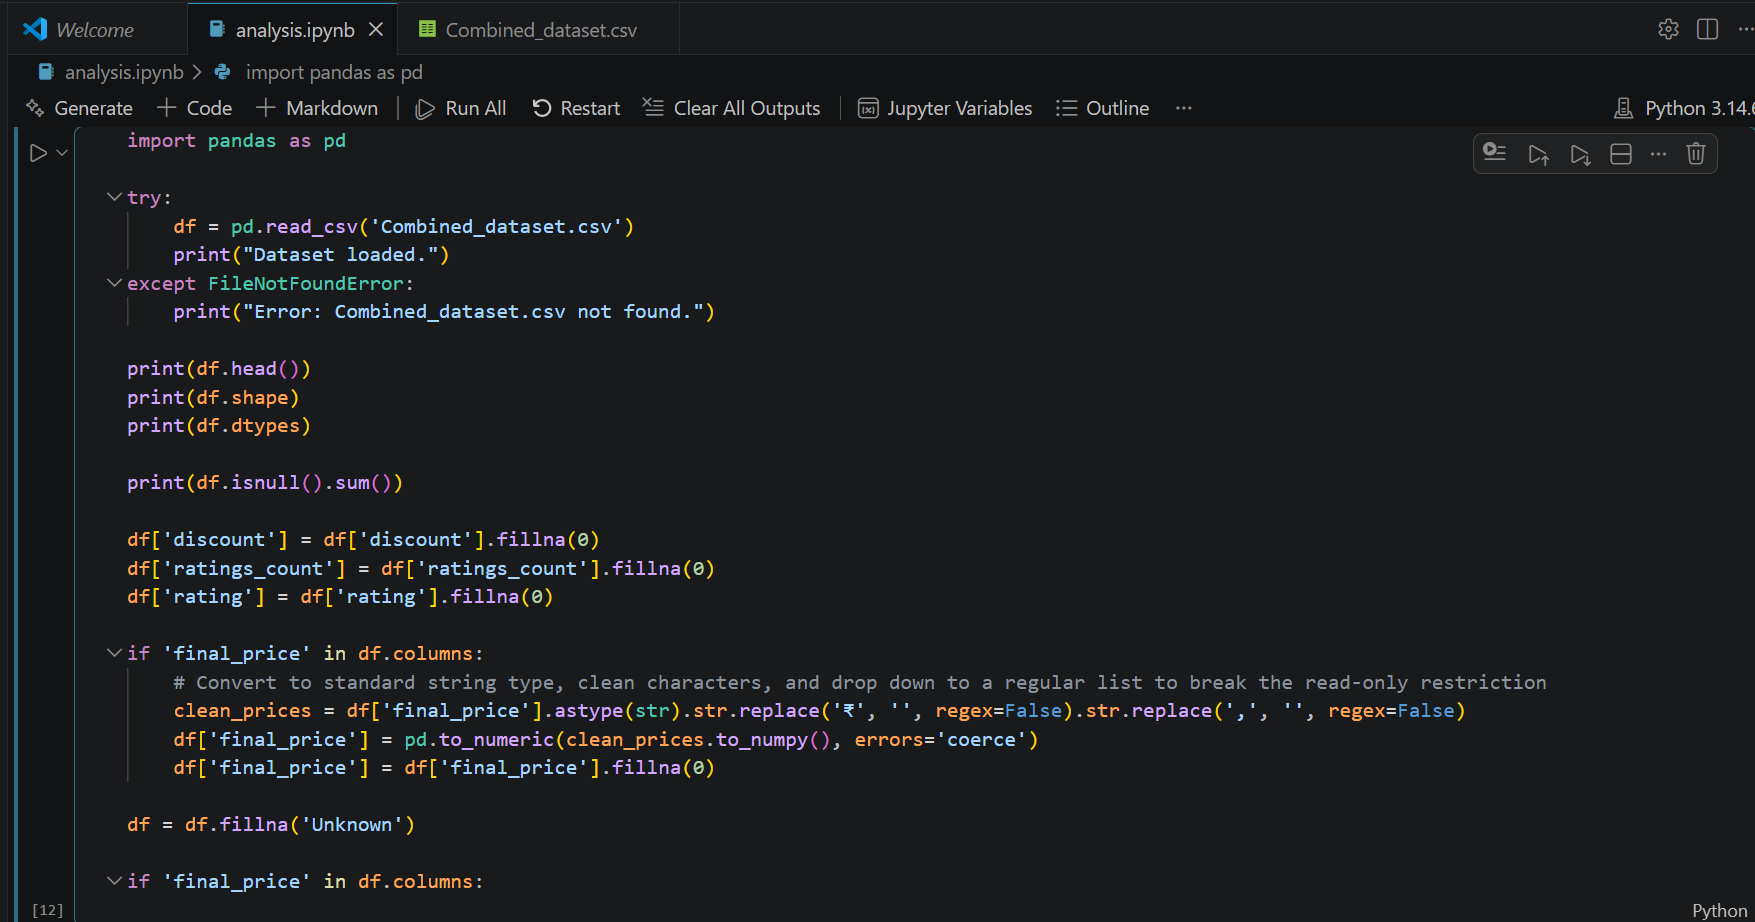 Welcome
analysis.ipynb
Combined_dataset.csv
analysis.ipynb > import pandas as pd
Generate + Code + Markdown | Run All Restart Clear All Outputs | Jupyter Variables Outline ... Python 3.14.6
import pandas as pd
try:
df = pd.read_csv('Combined_dataset.csv')
print("Dataset loaded.")
except FileNotFoundError:
print("Error: Combined_dataset.csv not found.")
print(df.head())
print(df.shape)
print(df.dtypes)
print(df.isnull().sum())
df['discount'] = df['discount'].fillna(0)
df['ratings_count'] = df['ratings_count'].fillna(0)
df['rating'] = df['rating'].fillna(0)
if 'final_price' in df.columns:
# Convert to standard string type, clean characters, and drop down to a regular list to break the read-only restriction
clean_prices = df['final_price'].astype(str).str.replace('₹', '', regex=False).str.replace(',', '', regex=False)
df['final_price'] = pd.to_numeric(clean_prices.to_numpy(), errors='coerce')
df['final_price'] = df['final_price'].fillna(0)
df = df.fillna('Unknown')
if 'final_price' in df.columns:
[12]
Python